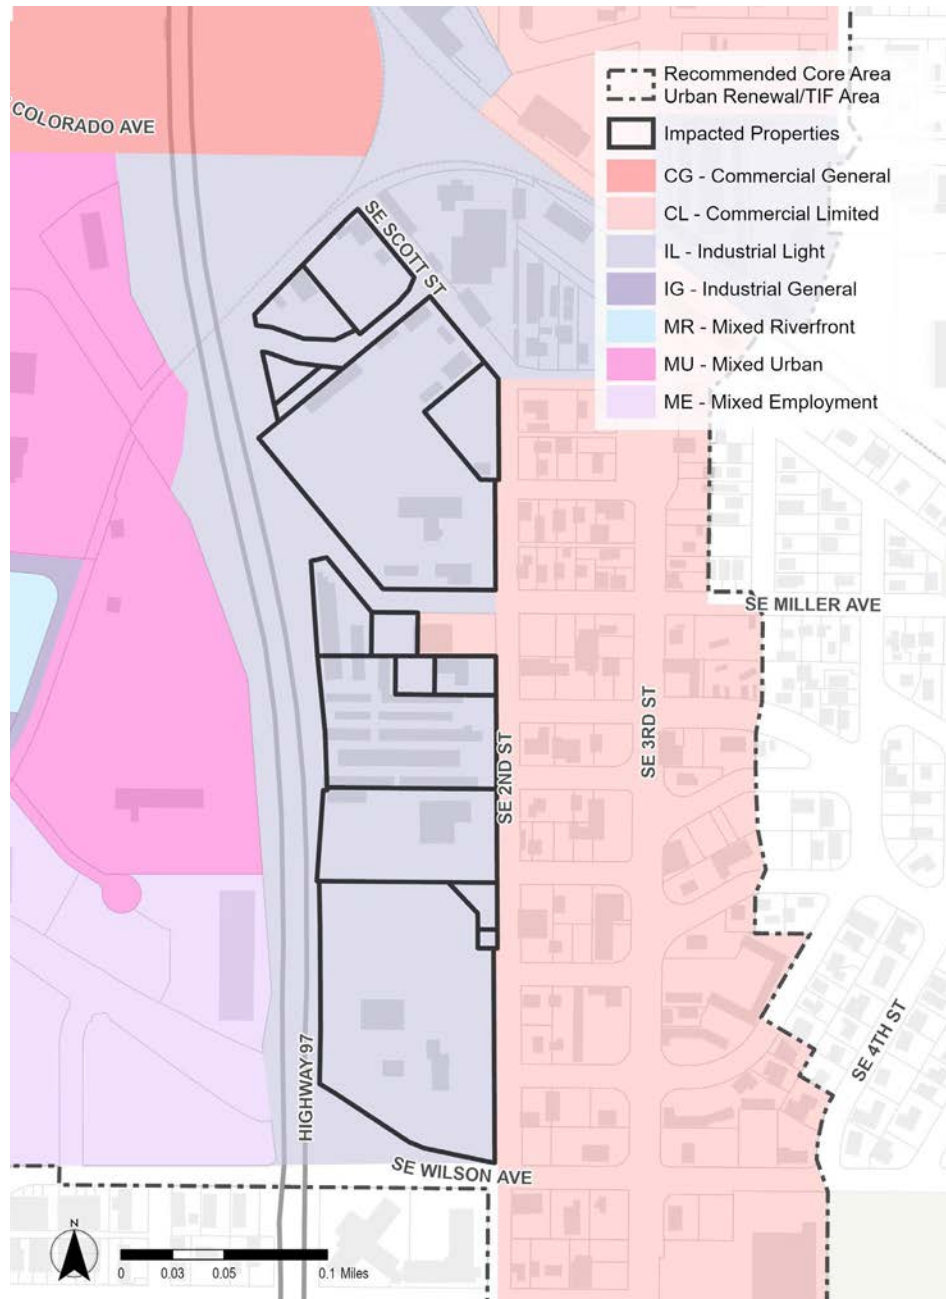 COLORADO AVE
Recommended Core Area
Urban Renewal/TIF Area
Impacted Properties
CG - Commercial General
CL - Commercial Limited
IL - Industrial Light
IG - Industrial General
MR - Mixed Riverfront
MU - Mixed Urban
ME - Mixed Employment
SE SCOTT ST
SE MILLER AVE
SE 3RD ST
SE 2ND ST
SE 4TH ST
HIGHWAY 97
SE WILSON AVE
N
0 0.03 0.05 0.1 Miles